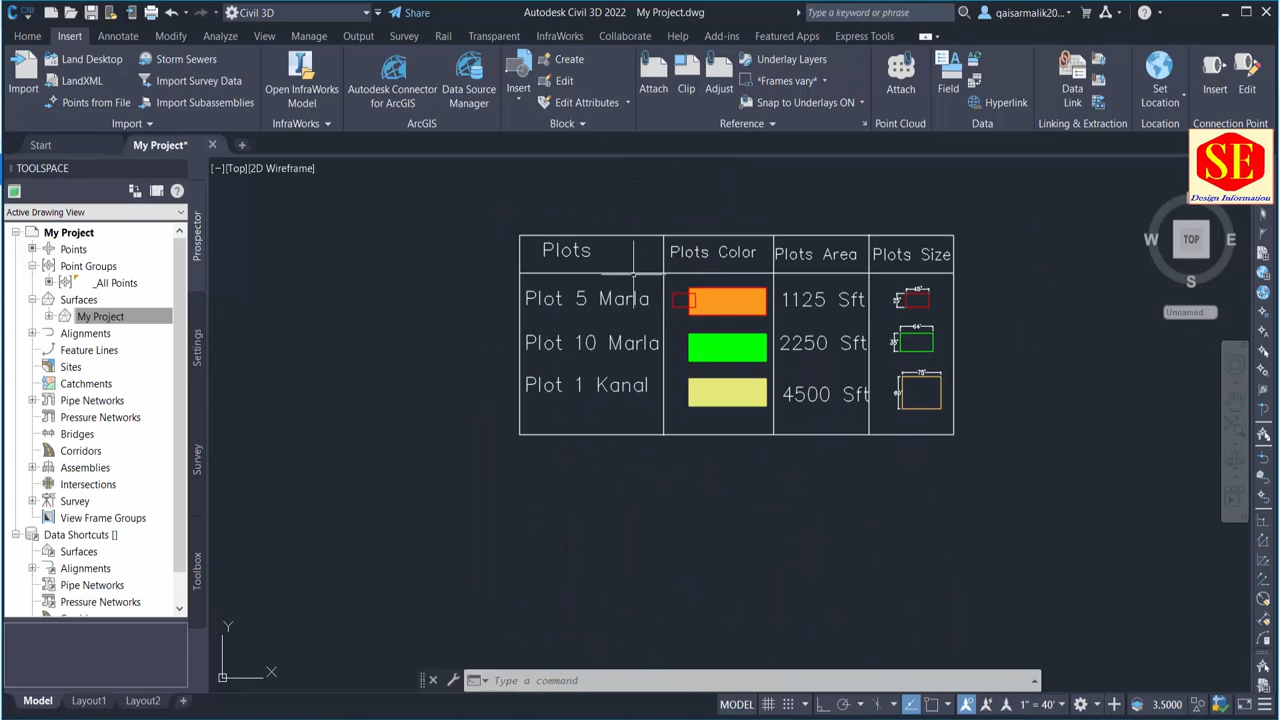 Civil 3D
Share
Autodesk Civil 3D 2022 My Project.dwg
Type a keyword or phrase
qaisarmalik20...
Home Insert Annotate Modify Analyze View Manage Output Survey Rail Transparent InfraWorks Collaborate Help Add-ins Featured Apps Express Tools
Import
Land Desktop
LandXML
Points from File
Storm Sewers
Import Survey Data
Import Subassemblies
Import
Open InfraWorks
Model
InfraWorks
Autodesk Connector
for ArcGIS
Data Source
Manager
ArcGIS
Insert
Create
Edit
Edit Attributes
Block
Attach
Clip
Adjust
Underlay Layers
*Frames vary*
Snap to Underlays ON
Reference
Attach
Point Cloud
Field
Hyperlink
Data
Data
Link
Linking & Extraction
Set
Location
Location
Insert
Edit
Connection Point
Start
My Project*
SE
Design Information
TOOLSPACE
Active Drawing View
My Project
Points
Point Groups
_All Points
Surfaces
My Project
Alignments
Feature Lines
Sites
Catchments
Pipe Networks
Pressure Networks
Bridges
Corridors
Assemblies
Intersections
Survey
View Frame Groups
Data Shortcuts []
Surfaces
Alignments
Pipe Networks
Pressure Networks
Prospector
Settings
Survey
Toolbox
[−][Top][2D Wireframe]
Plots Plots Color Plots Area Plots Size
Plot 5 Marla 1125 Sft
45'
Plot 10 Marla 2250 Sft
64'
Plot 1 Kanal 4500 Sft
75'
60'
W TOP E
S
Unnamed
Y
X
Type a command
Model Layout1 Layout2
MODEL
1" = 40'
3.5000